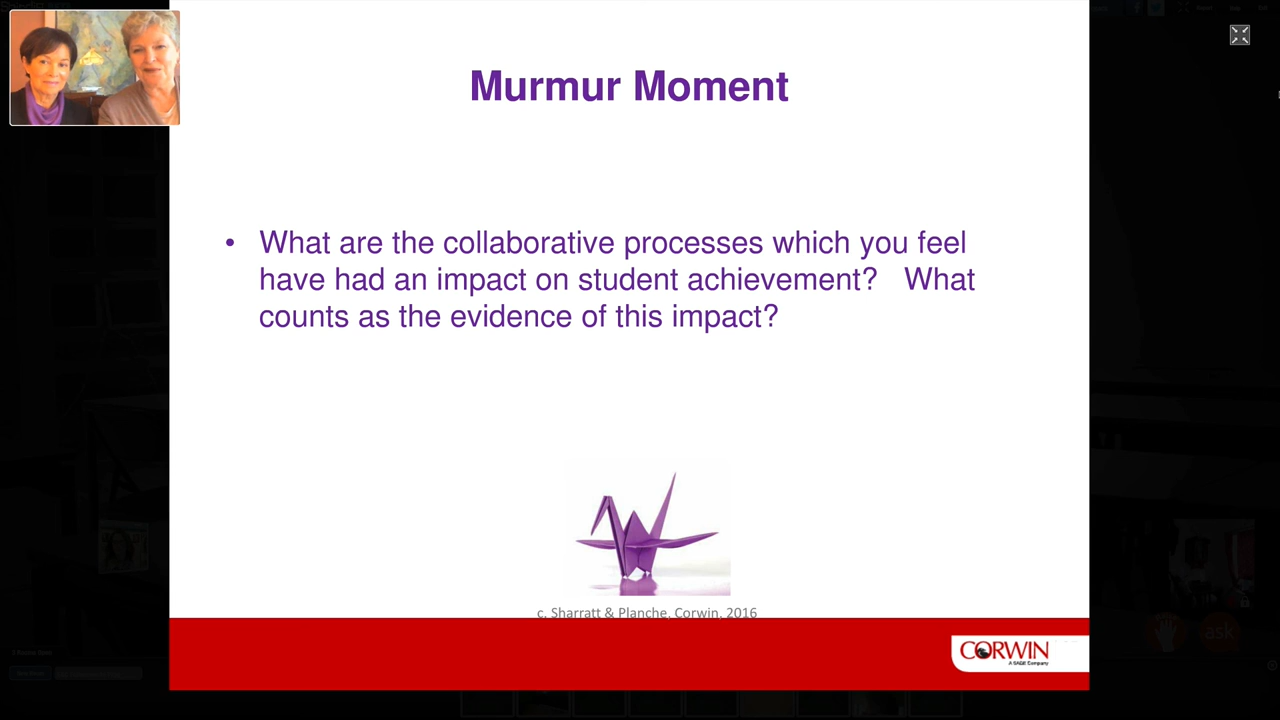 Murmur Moment
• What are the collaborative processes which you feel
have had an impact on student achievement? What
counts as the evidence of this impact?
c. Sharratt & Planche, Corwin, 2016
CORWIN
A SAGE Company
ask